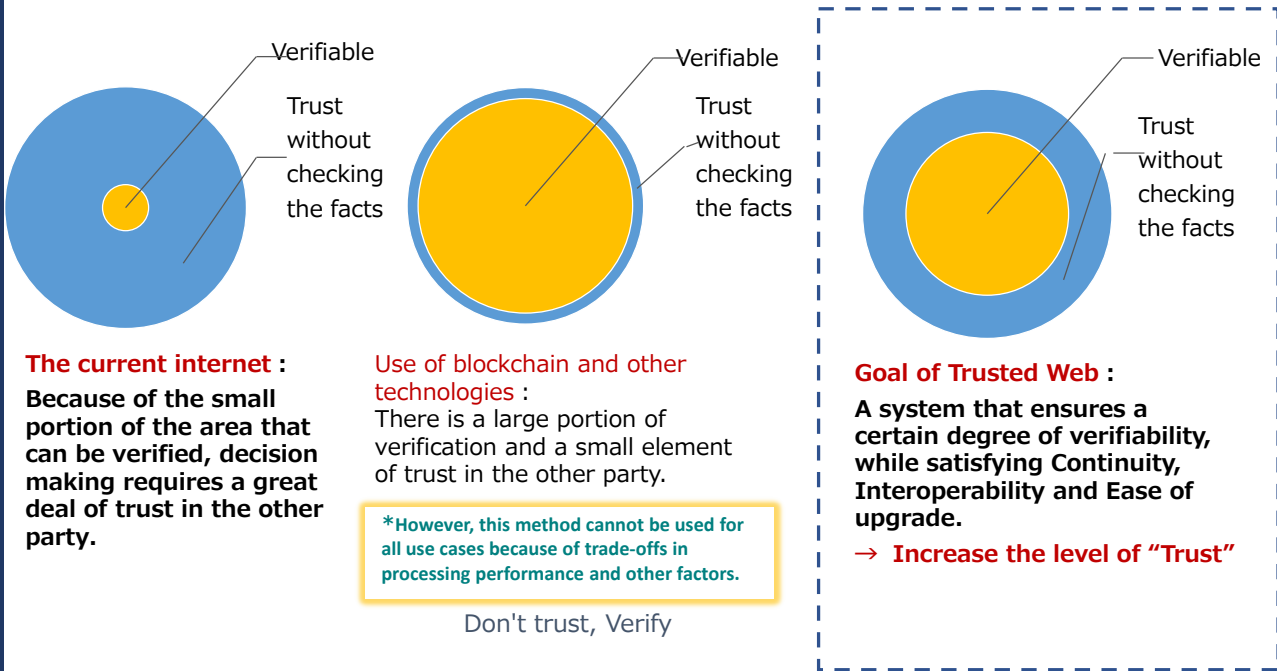 Verifiable
Trust
without
checking
the facts
The current internet :
Because of the small
portion of the area that
can be verified, decision
making requires a great
deal of trust in the other
party.
Verifiable
Trust
without
checking
the facts
Use of blockchain and other
technologies :
There is a large portion of
verification and a small element
of trust in the other party.
*However, this method cannot be used for
all use cases because of trade-offs in
processing performance and other factors.
Don't trust, Verify
Verifiable
Trust
without
checking
the facts
Goal of Trusted Web :
A system that ensures a
certain degree of verifiability,
while satisfying Continuity,
Interoperability and Ease of
upgrade.
→ Increase the level of “Trust”